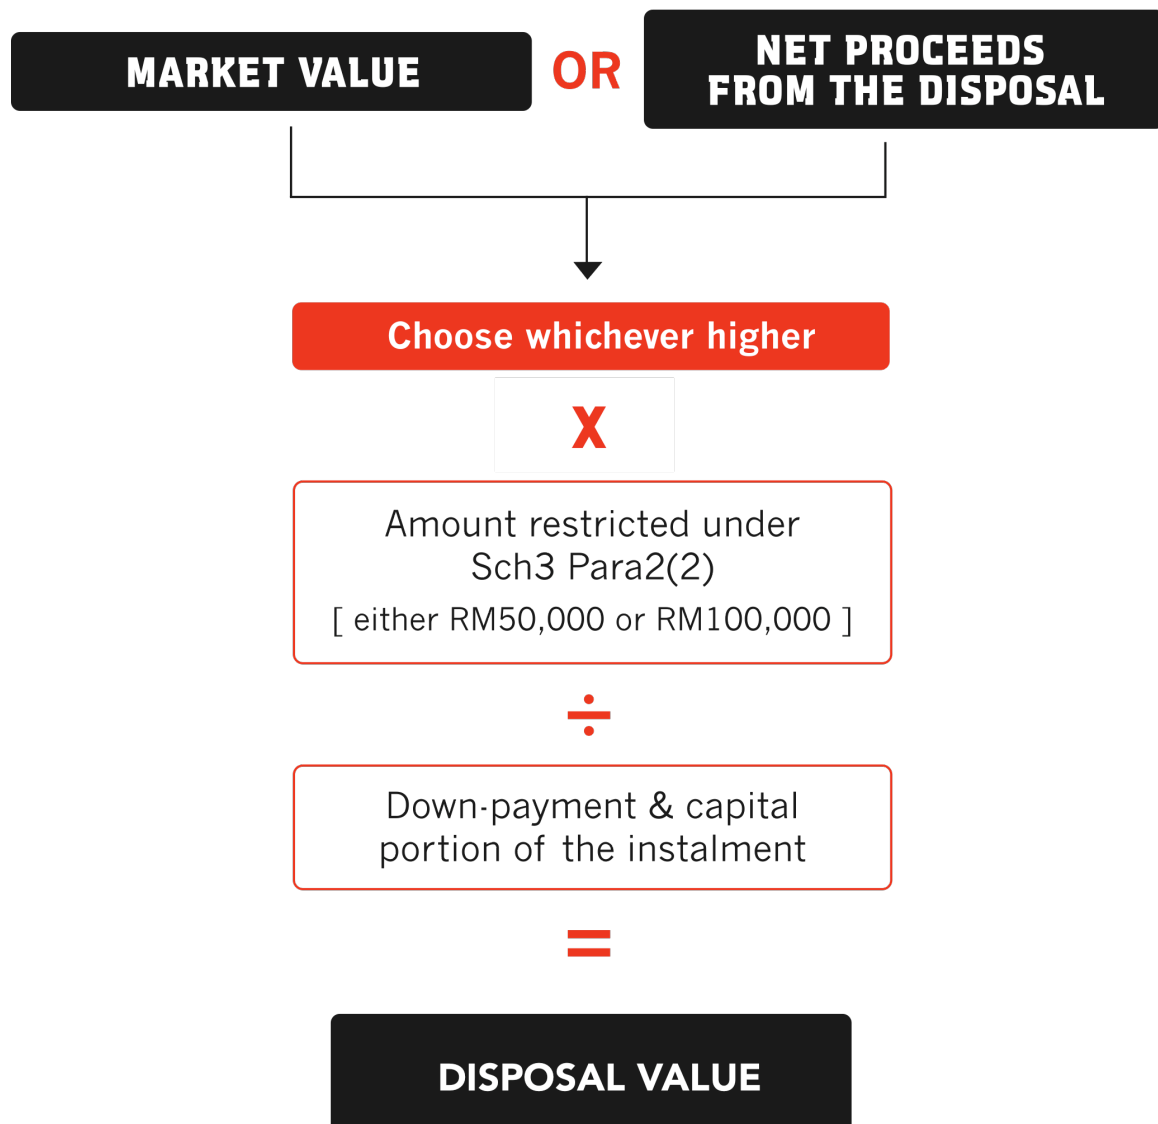 MARKET VALUE
OR
NET PROCEEDS
FROM THE DISPOSAL
Choose whichever higher
X
Amount restricted under
Sch3 Para2(2)
[ either RM50,000 or RM100,000 ]
÷
Down-payment & capital
portion of the instalment
=
DISPOSAL VALUE